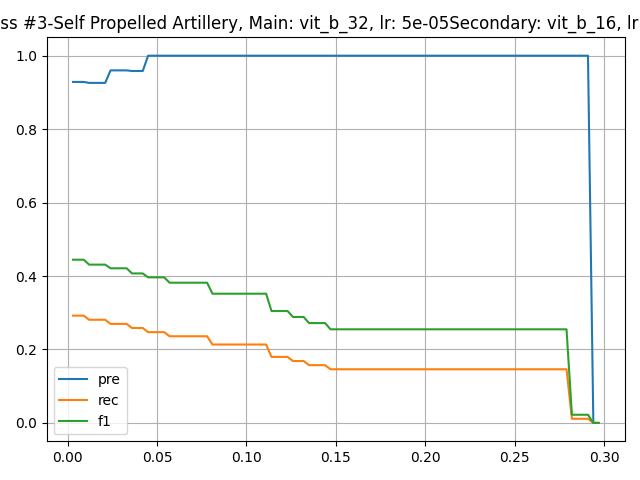 ss #3-Self Propelled Artillery, Main: vit_b_32, lr: 5e-05Secondary: vit_b_16, lr
1.0
0.8
0.6
0.4
0.2
0.0
pre
rec
f1
0.00 0.05 0.10 0.15 0.20 0.25 0.30